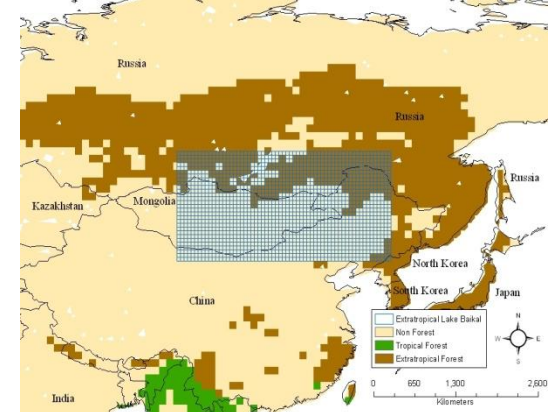 Russia
Russia
Russia
Kazakhstan
Mongolia
North Korea
South Korea
Japan
China
India
Extratropical Lake Baikal
Non Forest
Tropical Forest
Extratropical Forest
N
W
E
S
0 650 1,300 2,600
Kilometers